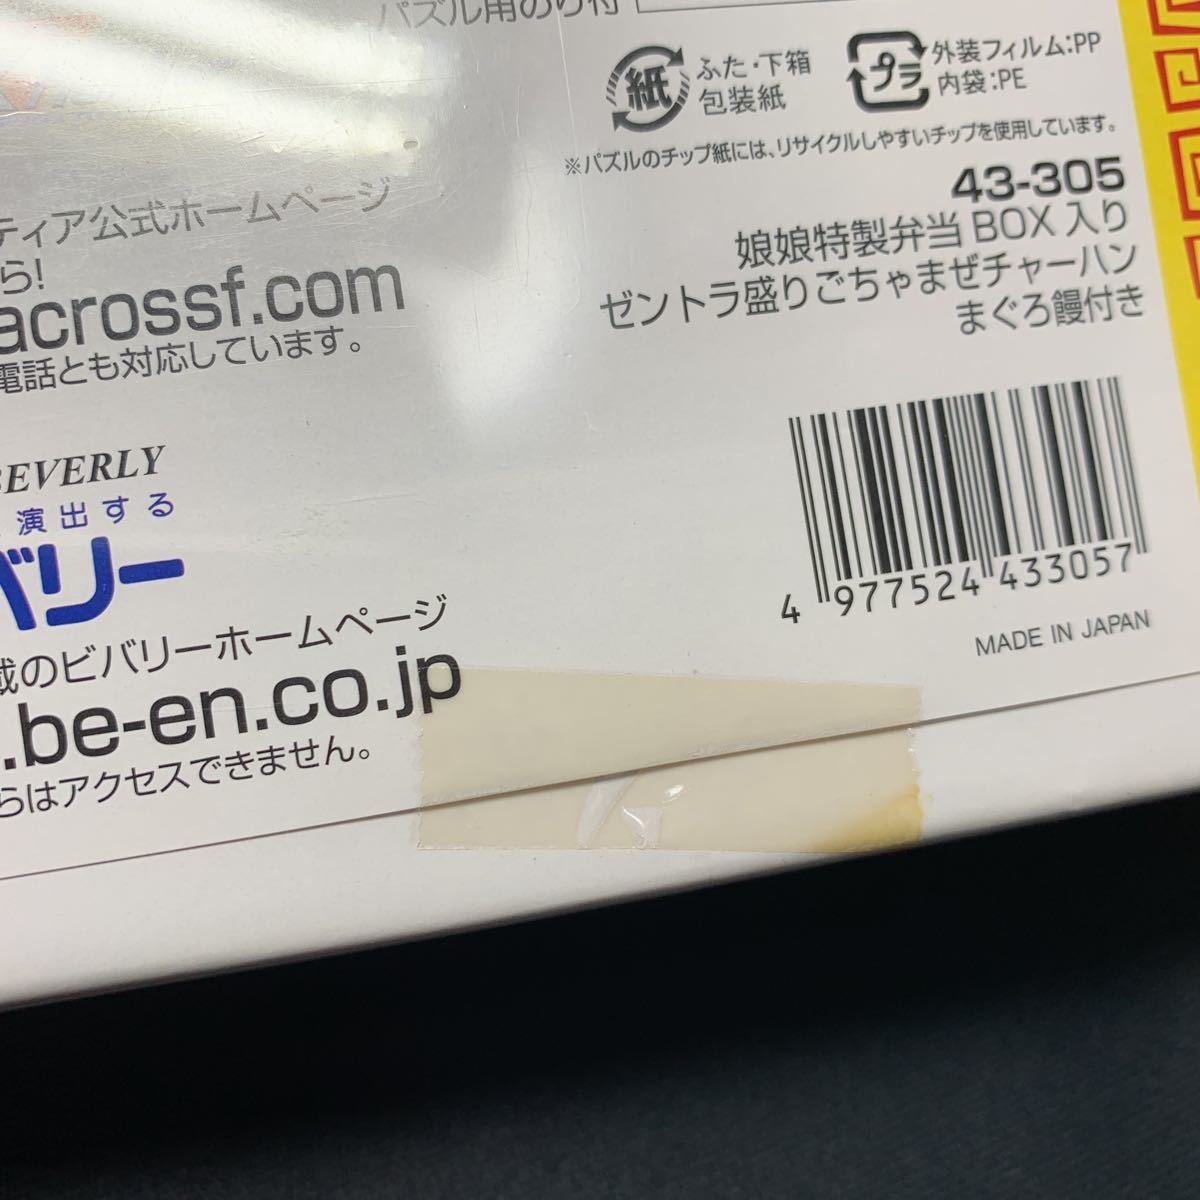 パズル用のり付
紙
ふた・下箱
包装紙
プラ
外装フィルム:PP
内袋:PE
※パズルのチップ紙には、リサイクルしやすいチップを使用しています。
43-305
娘娘特製弁当BOX入り
ゼントラ盛りごちゃまぜチャーハン
まぐろ饅付き
ティア公式ホームページ
ら!
acrossf.com
電話とも対応しています。
BEVERLY
演出する
バリー
載のビバリーホームページ
.be-en.co.jp
らはアクセスできません。
4 977524 433057
MADE IN JAPAN